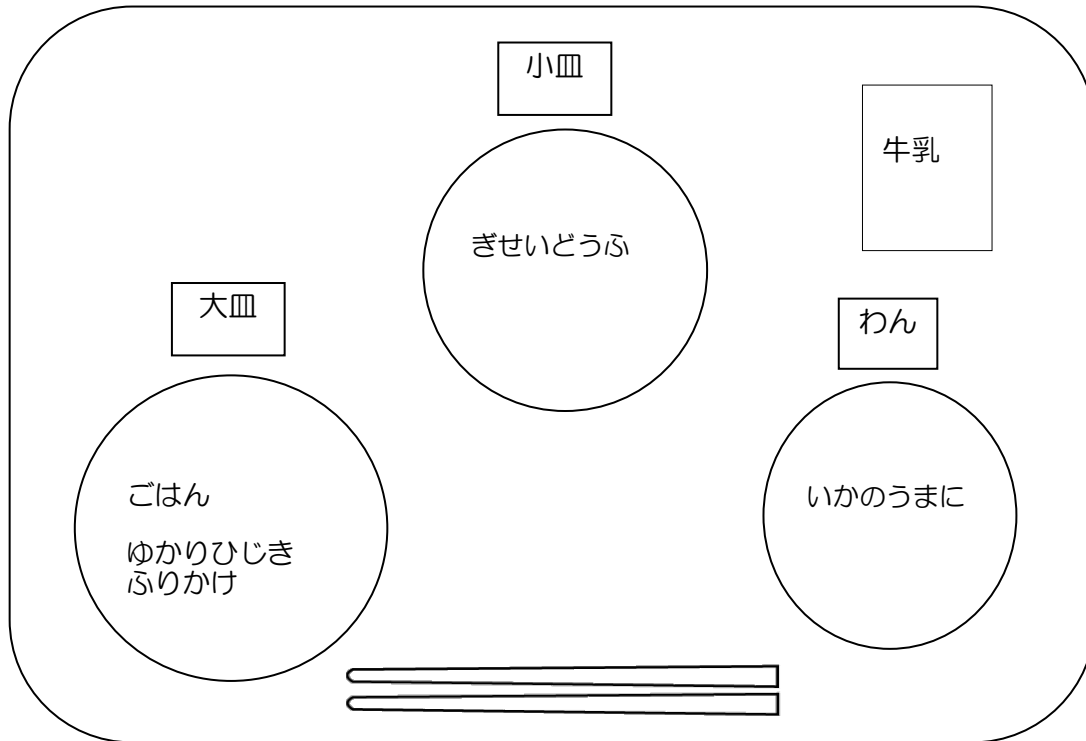 小皿
牛乳
ぎせいどうふ
大皿
わん
ごはん
ゆかりひじき
ふりかけ
いかのうまに